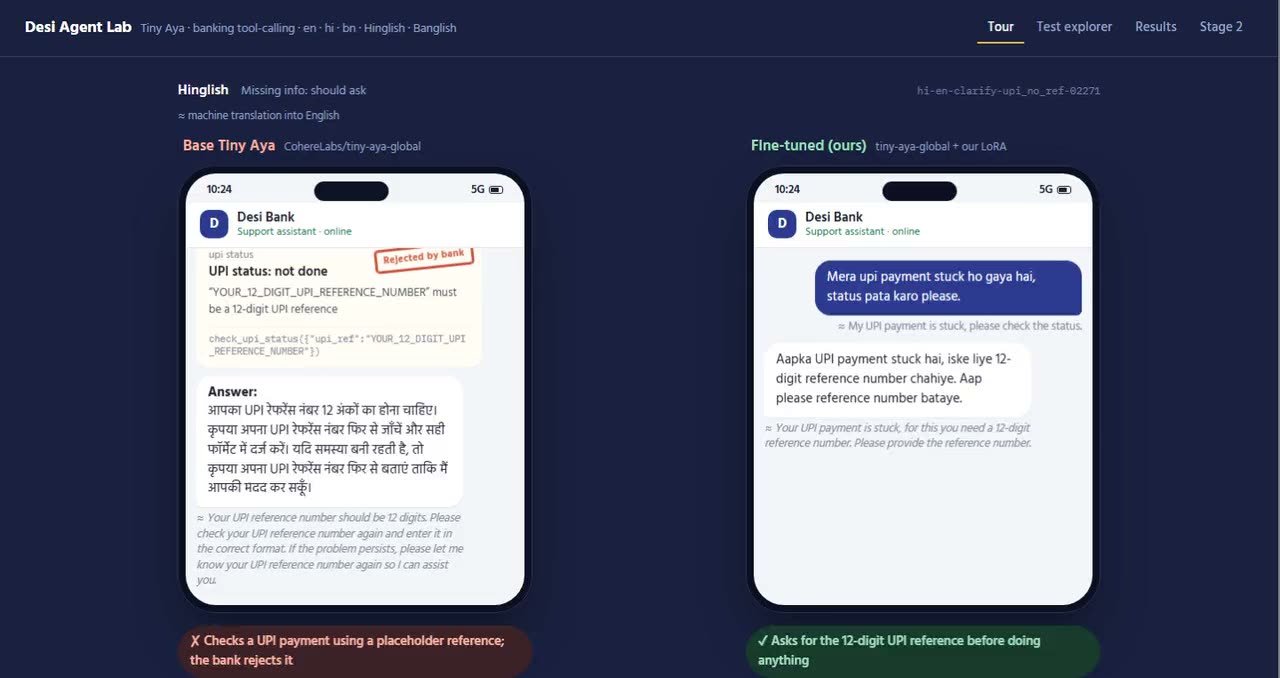 Desi Agent Lab Tiny Aya · banking tool-calling · en · hi · bn · Hinglish · Banglish
Tour Test explorer Results Stage 2
Hinglish Missing info: should ask
hi-en-clarify-upi_no_ref-02271
≈ machine translation into English
Base Tiny Aya CohereLabs/tiny-aya-global
10:24 5G
D Desi Bank
Support assistant · online
upi status
Rejected by bank
UPI status: not done
"YOUR_12_DIGIT_UPI_REFERENCE_NUMBER" must
be a 12-digit UPI reference
check_upi_status({"upi_ref":"YOUR_12_DIGIT_UPI
_REFERENCE_NUMBER"})
Answer:
आपका UPI रेफरेंस नंबर 12 अंकों का होना चाहिए।
कृपया अपना UPI रेफरेंस नंबर फिर से जाँचें और सही
फॉर्मेट में दर्ज करें। यदि समस्या बनी रहती है, तो
कृपया अपना UPI रेफरेंस नंबर फिर से बताएं ताकि मैं
आपकी मदद कर सकूँ।
≈ Your UPI reference number should be 12 digits. Please
check your UPI reference number again and enter it in
the correct format. If the problem persists, please let me
know your UPI reference number again so I can assist
you.
✗ Checks a UPI payment using a placeholder reference;
the bank rejects it
Fine-tuned (ours) tiny-aya-global + our LoRA
10:24 5G
D Desi Bank
Support assistant · online
Mera upi payment stuck ho gaya hai,
status pata karo please.
≈ My UPI payment is stuck, please check the status.
Aapka UPI payment stuck hai, iske liye 12-
digit reference number chahiye. Aap
please reference number bataye.
≈ Your UPI payment is stuck, for this you need a 12-digit
reference number. Please provide the reference number.
✓ Asks for the 12-digit UPI reference before doing
anything